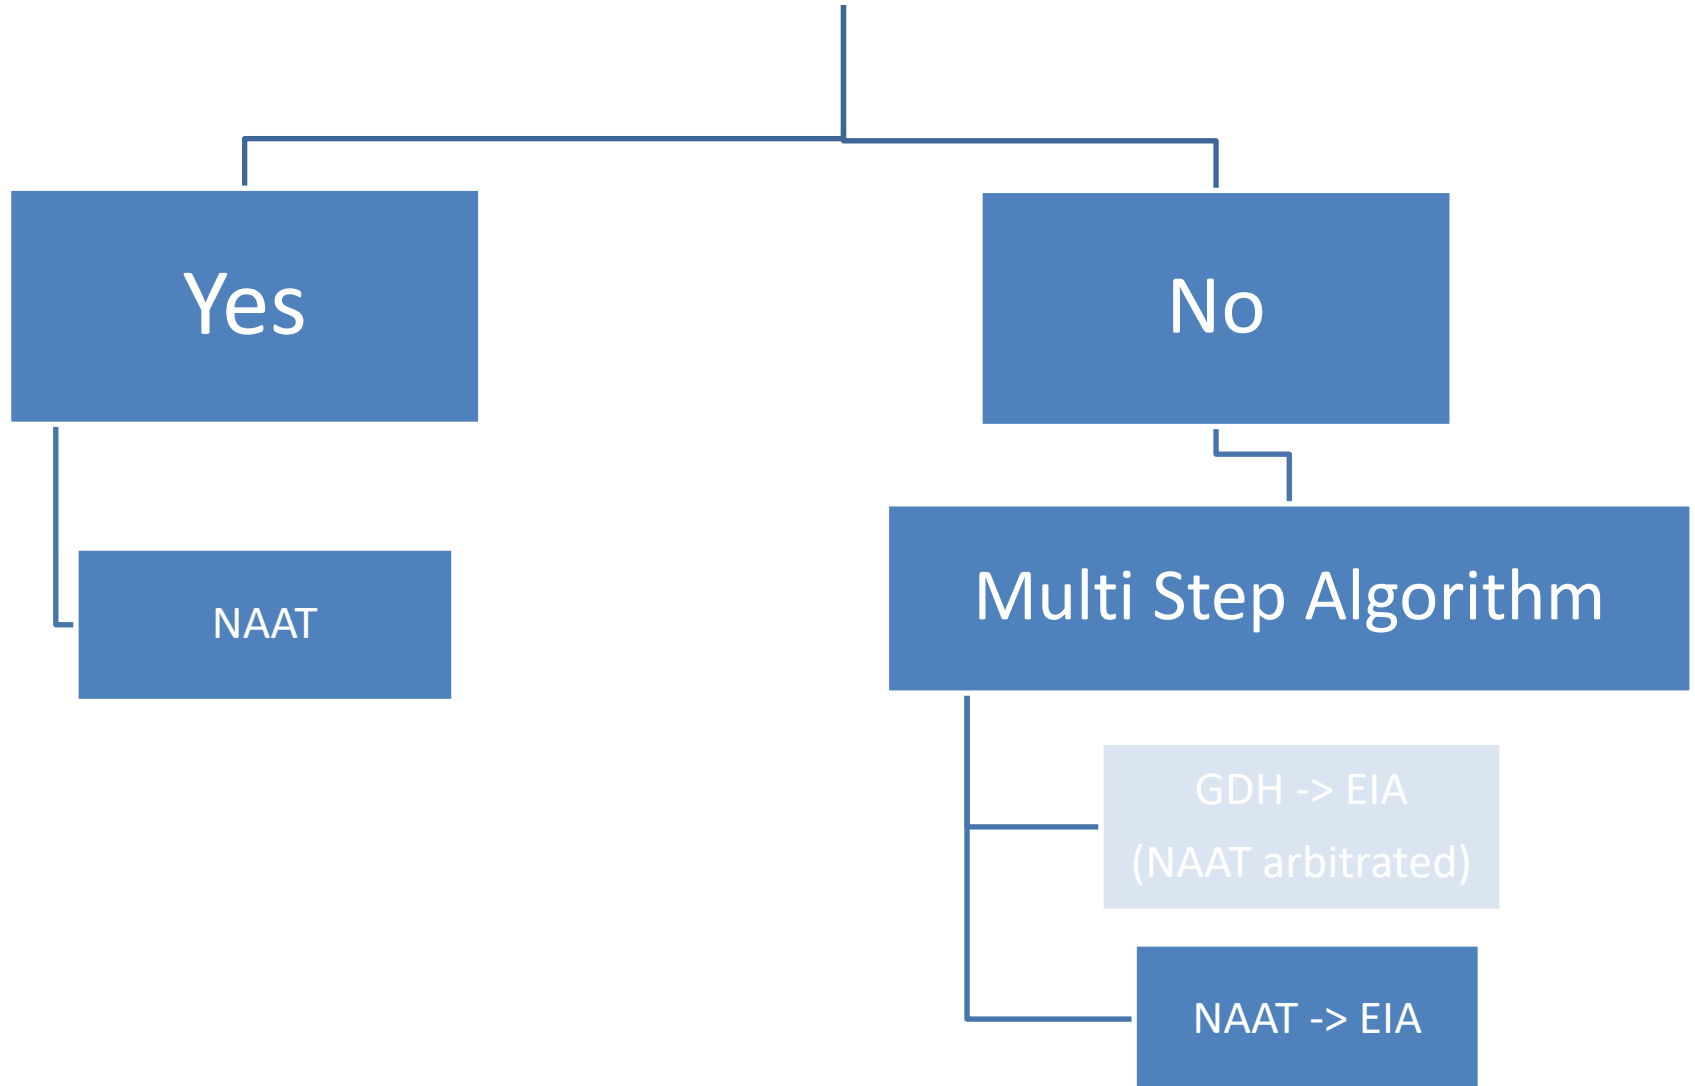 Yes
No
NAAT
Multi Step Algorithm
GDH -> EIA
(NAAT arbitrated)
NAAT -> EIA